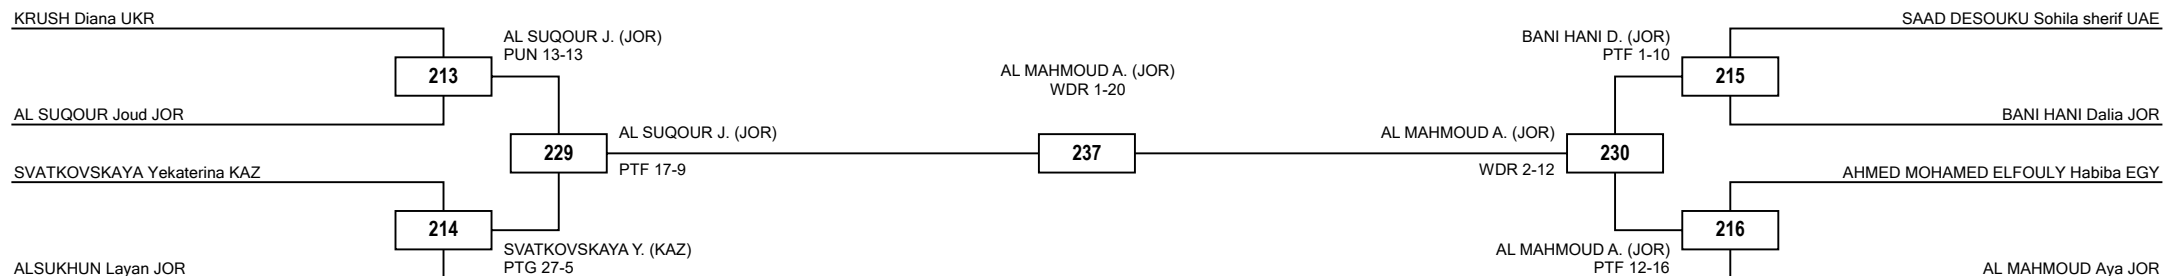 KRUSH Diana UKR
AL SUQOUR J. (JOR)
PUN 13-13
213
AL SUQOUR Joud JOR
AL SUQOUR J. (JOR)
229
PTF 17-9
SVATKOVSKAYA Yekaterina KAZ
214
SVATKOVSKAYA Y. (KAZ)
PTG 27-5
ALSUKHUN Layan JOR
AL MAHMOUD A. (JOR)
WDR 1-20
237
SAAD DESOUKU Sohila sherif UAE
BANI HANI D. (JOR)
PTF 1-10
215
BANI HANI Dalia JOR
AL MAHMOUD A. (JOR)
230
WDR 2-12
AHMED MOHAMED ELFOULY Habiba EGY
216
AL MAHMOUD A. (JOR)
PTF 12-16
AL MAHMOUD Aya JOR